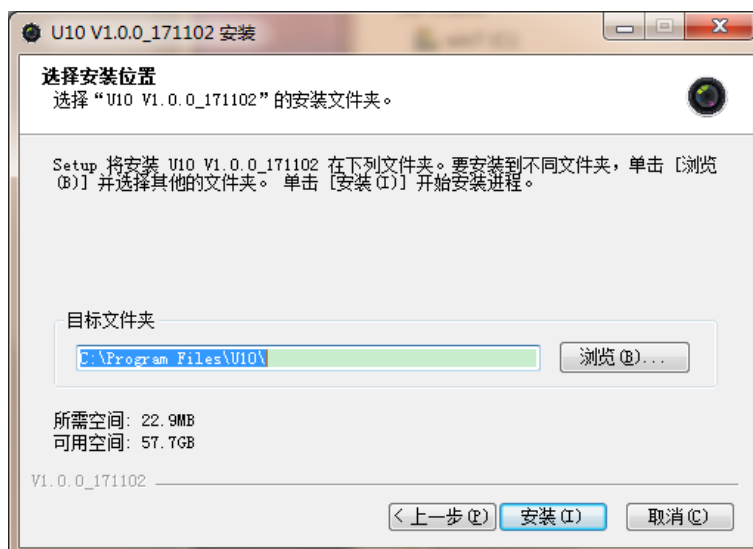 U10 V1.0.0_171102 安装
选择安装位置
选择“U10 V1.0.0_171102”的安装文件夹。
Setup 将安装 U10 V1.0.0_171102 在下列文件夹。要安装到不同文件夹，单击 [浏览
(B)] 并选择其他的文件夹。 单击 [安装(I)] 开始安装进程。
目标文件夹
C:\Program Files\U10\
浏览(B)...
所需空间: 22.9MB
可用空间: 57.7GB
V1.0.0_171102
< 上一步(P)
安装(I)
取消(C)